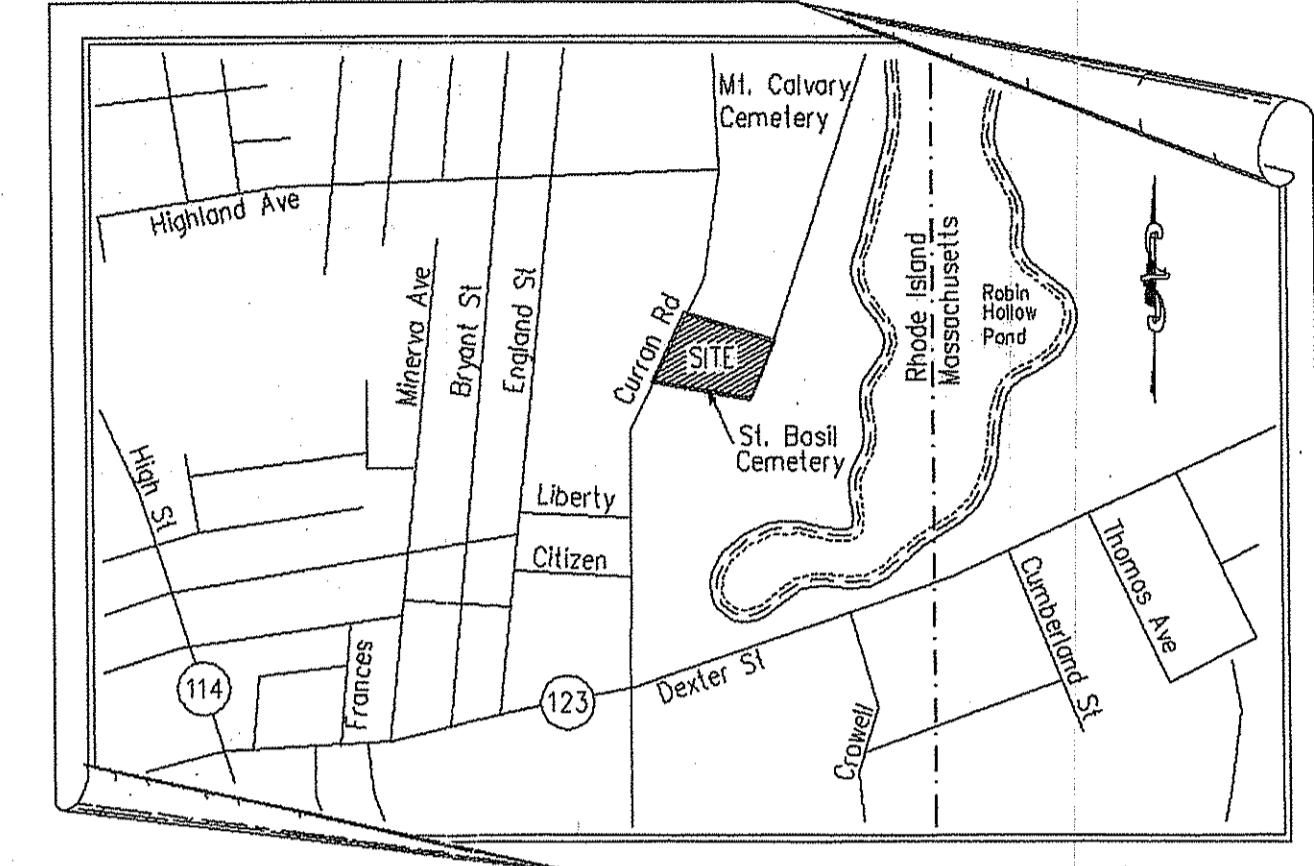 Mt. Calvary
Cemetery
Highland Ave
Minerva Ave
Bryant St
England St
Curran Rd
SITE
St. Basil
Cemetery
Rhode Island
Massachusetts
Robin
Hollow
Pond
High St
Liberty
Citizen
114
Frances
123
Dexter St
Crowell
Cumberland St
Thomas Ave